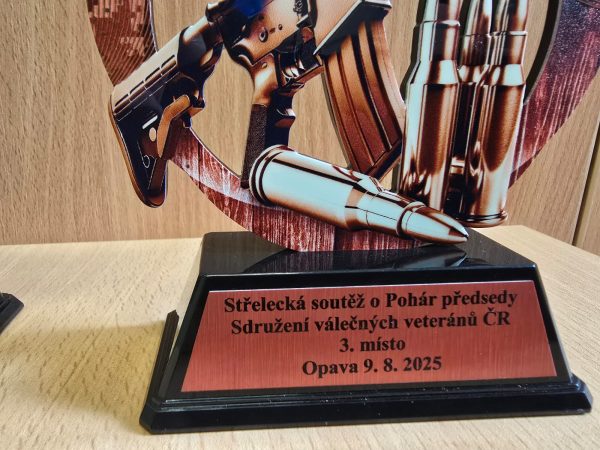 Střelecká soutěž o Pohár předsedy
Sdružení válečných veteránů ČR
3. místo
Opava 9. 8. 2025